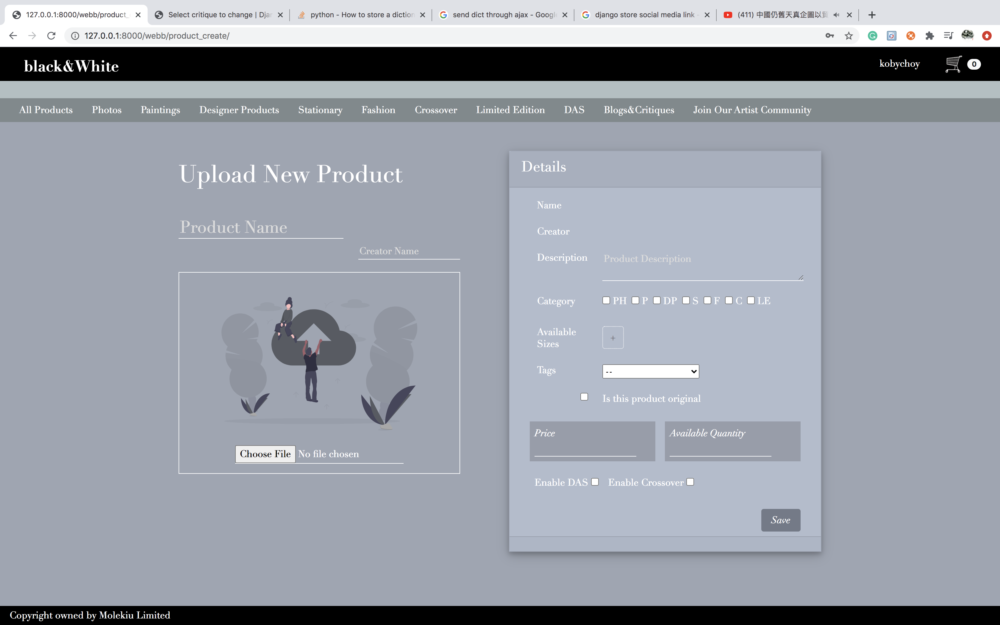 127.0.0.1:8000/webb/product_
Select critique to change | Djan
python - How to store a diction
send dict through ajax - Google
django store social media link -
(411) 中國仍舊天真企圖以貿
127.0.0.1:8000/webb/product_create/
black&White
kobychoy
0
All Products
Photos
Paintings
Designer Products
Stationary
Fashion
Crossover
Limited Edition
DAS
Blogs&Critiques
Join Our Artist Community
Upload New Product
Product Name
Creator Name
Choose File No file chosen
Details
Name
Creator
Description
Product Description
Category
PH P DP S F C LE
Available
Sizes
+
Tags
--
Is this product original
Price
Available Quantity
Enable DAS
Enable Crossover
Save
Copyright owned by Molekiu Limited